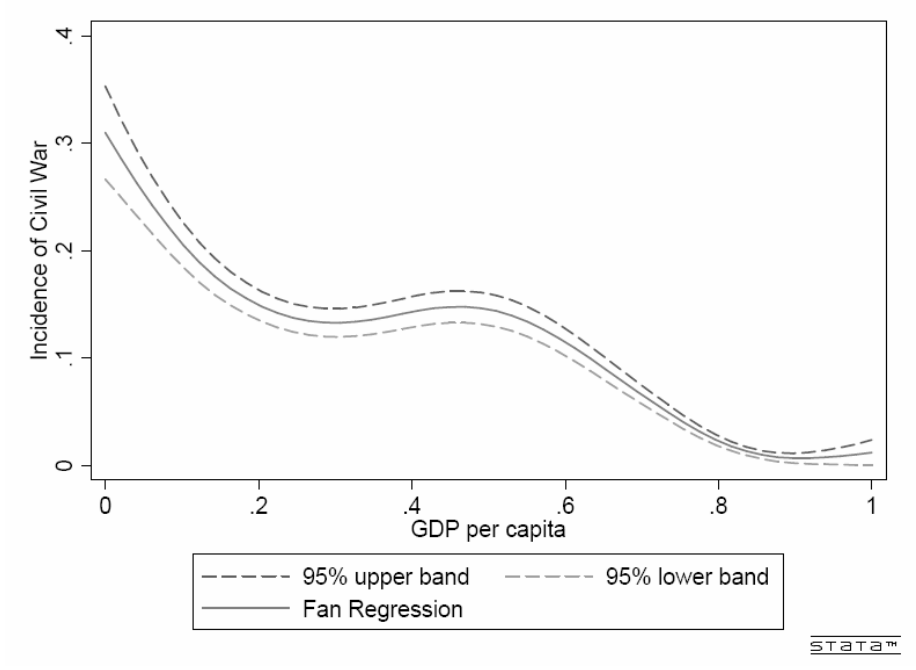 .4
.3
.2
.1
0
Incidence of Civil War
0 .2 .4 .6 .8 1
GDP per capita
95% upper band 95% lower band
Fan Regression
STATA™